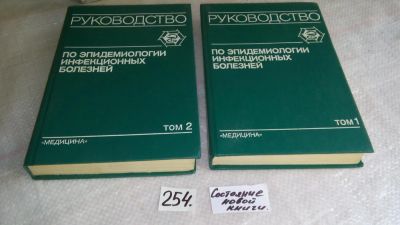 РУКОВОДСТВО
ПО ЭПИДЕМИОЛОГИИ
ИНФЕКЦИОННЫХ
БОЛЕЗНЕЙ
ТОМ 2
«МЕДИЦИНА»
РУКОВОДСТВО
ПО ЭПИДЕМИОЛОГИИ
ИНФЕКЦИОННЫХ
БОЛЕЗНЕЙ
ТОМ 1
«МЕДИЦИНА»
254.
Состояние
новой
книги.